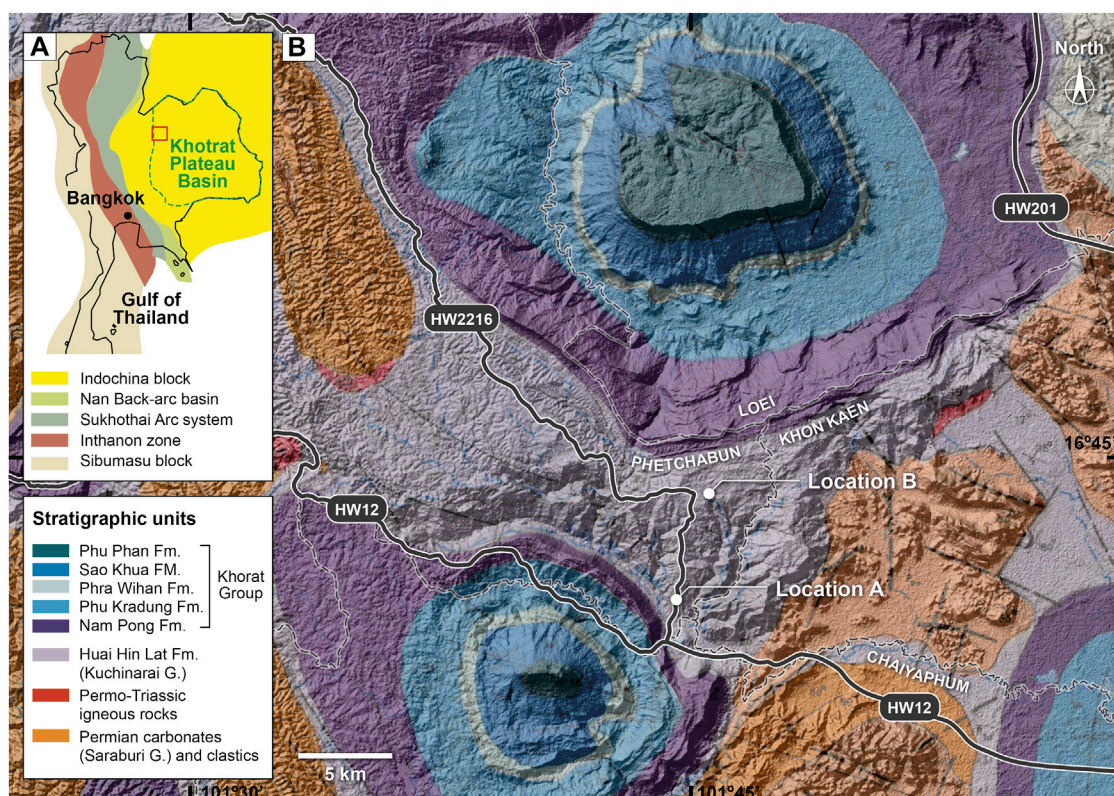 A
Khotrat
Plateau
Basin
Bangkok
Gulf of
Thailand
Indochina block
Nan Back-arc basin
Sukhothai Arc system
Inthanon zone
Sibumasu block
Stratigraphic units
Phu Phan Fm.
Sao Khua FM.
Phra Wihan Fm.
Phu Kradung Fm.
Nam Pong Fm.
Khorat
Group
Huai Hin Lat Fm.
(Kuchinarai G.)
Permo-Triassic
igneous rocks
Permian carbonates
(Saraburi G.) and clastics
B
North
HW201
HW2216
LOEI
KHON KAEN
PHETCHABUN
16°45'
Location B
HW12
Location A
CHAIYAPHUM
HW12
5 km
101°30'
101°45'